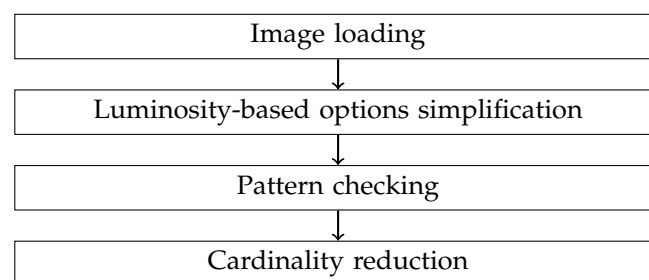 Image loading
Luminosity-based options simplification
Pattern checking
Cardinality reduction